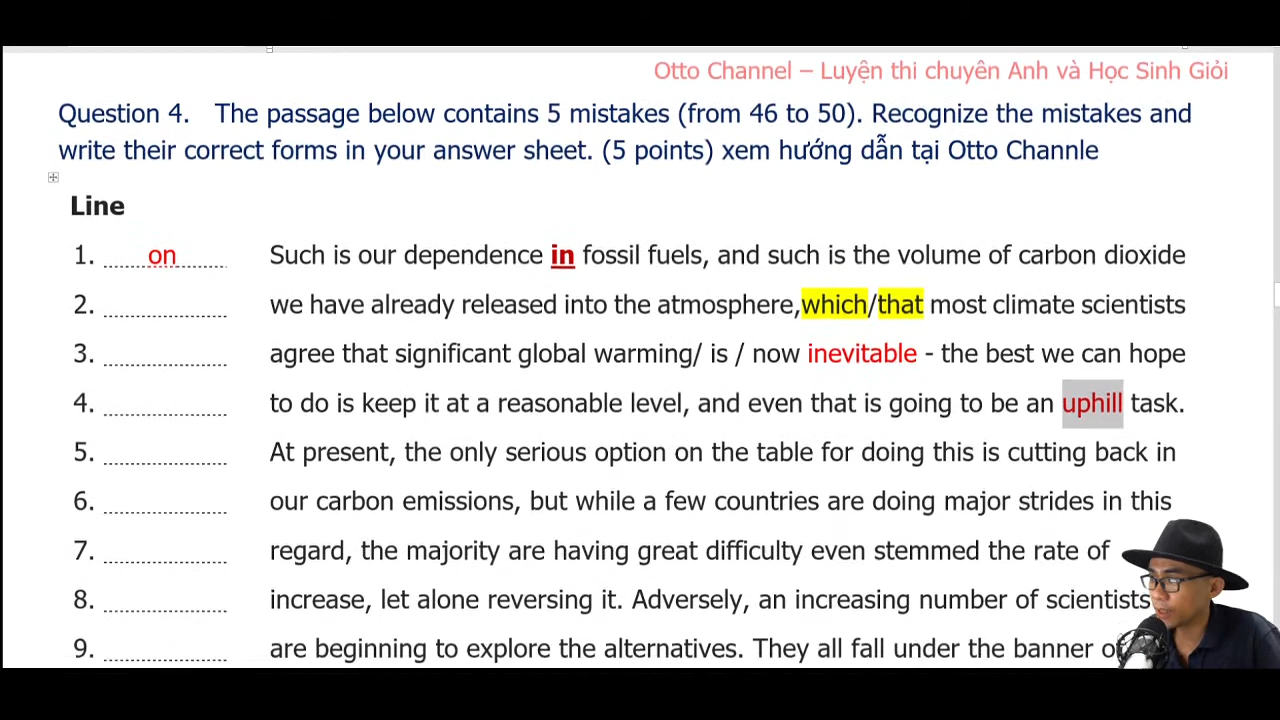 Otto Channel – Luyện thi chuyên Anh và Học Sinh Giỏi
Question 4. The passage below contains 5 mistakes (from 46 to 50). Recognize the mistakes and
write their correct forms in your answer sheet. (5 points) xem hướng dẫn tại Otto Channle
Line
1. on Such is our dependence in fossil fuels, and such is the volume of carbon dioxide
2. we have already released into the atmosphere,which/that most climate scientists
3. agree that significant global warming/ is / now inevitable - the best we can hope
4. to do is keep it at a reasonable level, and even that is going to be an uphill task.
5. At present, the only serious option on the table for doing this is cutting back in
6. our carbon emissions, but while a few countries are doing major strides in this
7. regard, the majority are having great difficulty even stemmed the rate of
8. increase, let alone reversing it. Adversely, an increasing number of scientists
9. are beginning to explore the alternatives. They all fall under the banner